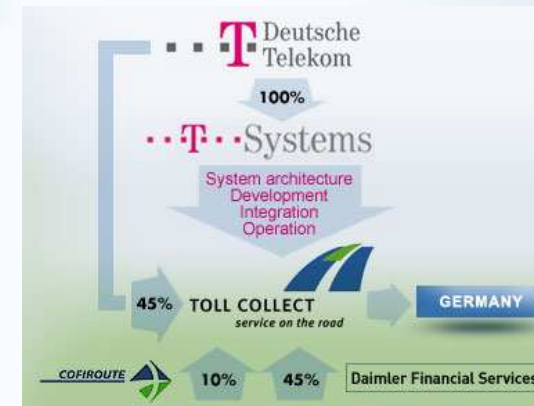 Deutsche
Telekom
100%
T Systems
System architecture
Development
Integration
Operation
45%
TOLL COLLECT
service on the road
GERMANY
COFIROUTE
10%
45%
Daimler Financial Services